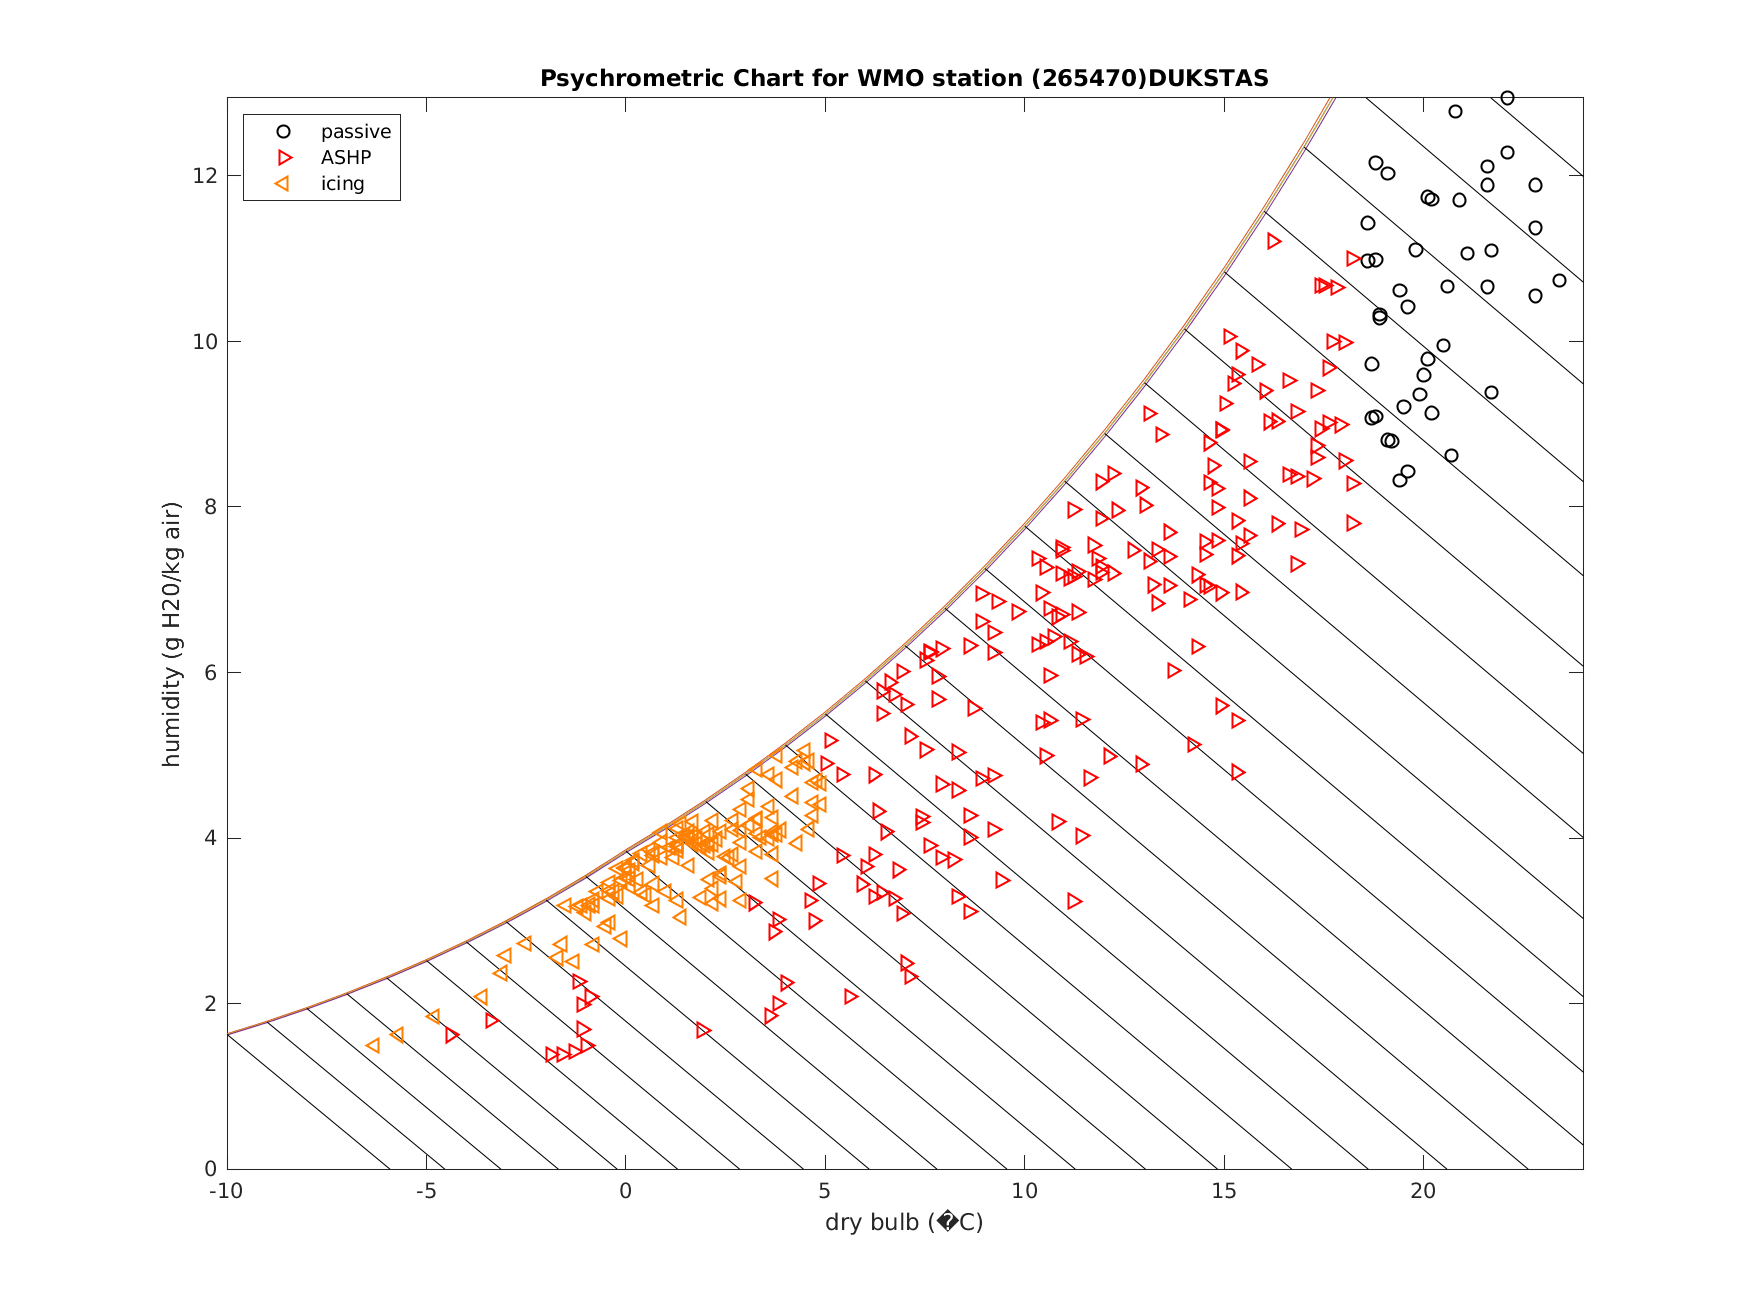 Psychrometric Chart for WMO station (265470)DUKSTAS
passive
ASHP
icing
12
10
8
6
4
2
0
humidity (g H20/kg air)
-10
-5
0
5
10
15
20
dry bulb (�C)